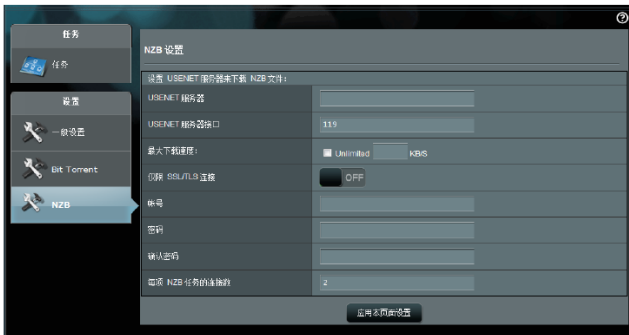 任务
任务
设置
一般设置
Bit Torrent
NZB
NZB 设置
设置 USENET 服务器来下载 NZB 文件:
USENET 服务器
USENET 服务器接口
119
最大下载速度:
Unlimited
KB/S
仅限 SSL/TLS 连接
OFF
帐号
密码
确认密码
每项 NZB 任务的连接数
2
应用本页面设置